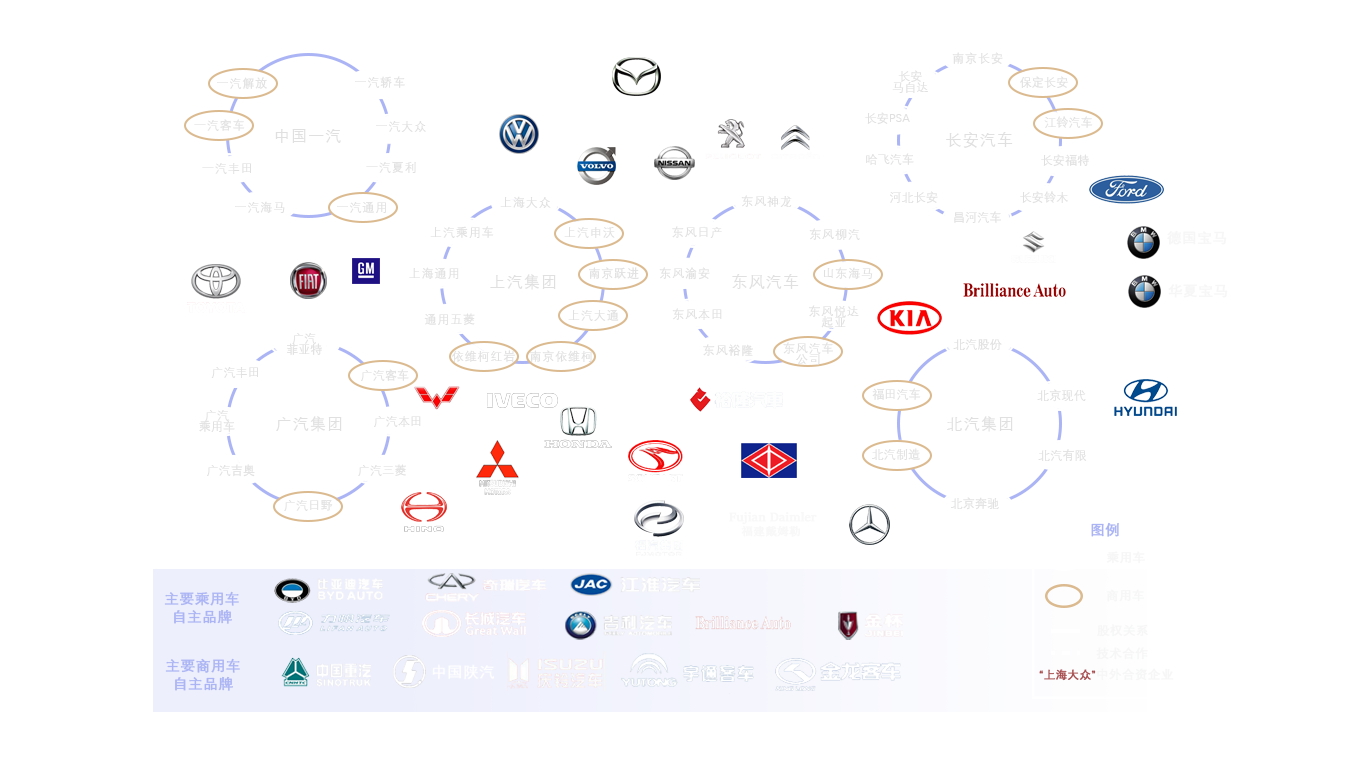 南京长安
一汽解放
一汽轿车
长安
马自达
保定长安
一汽客车
中国一汽
一汽大众
长安PSA
长安汽车
江铃汽车
VOLVO
NISSAN
一汽丰田
一汽夏利
哈飞汽车
长安福特
Ford
一汽海马
一汽通用
河北长安
长安铃木
昌河汽车
上海大众
东风神龙
上汽乘用车
上汽申沃
东风日产
东风柳汽
BMW
德国宝马
上海通用
上汽集团
南京跃进
东风渝安
东风汽车
山东海马
FIAT
GM
Brilliance Auto
BMW
华夏宝马
通用五菱
上汽大通
东风本田
东风悦达
起亚
KIA
广汽
菲亚特
依维柯红岩
南京依维柯
东风裕隆
东风汽车
公司
北汽股份
广汽丰田
广汽客车
福田汽车
北京现代
HYUNDAI
IVECO
广汽
乘用车
广汽集团
广汽本田
HONDA
北汽集团
广汽吉奥
广汽三菱
北汽制造
北汽有限
广汽日野
HINO
北京奔驰
Fujian Daimler
图例
乘用车
主要乘用车
自主品牌
比亚迪汽车
BYD AUTO
CHERY
奇瑞汽车
JAC
江淮汽车
商用车
LIFAN AUTO
长城汽车
Great Wall
吉利汽车
Brilliance Auto
金杯
股权关系
技术合作
主要商用车
自主品牌
CNHTC
中国重汽
SINOTRUK
中国陕汽
ISUZU
YUTONG
宇通客车
金龙客车
"上海大众"
中外合资企业